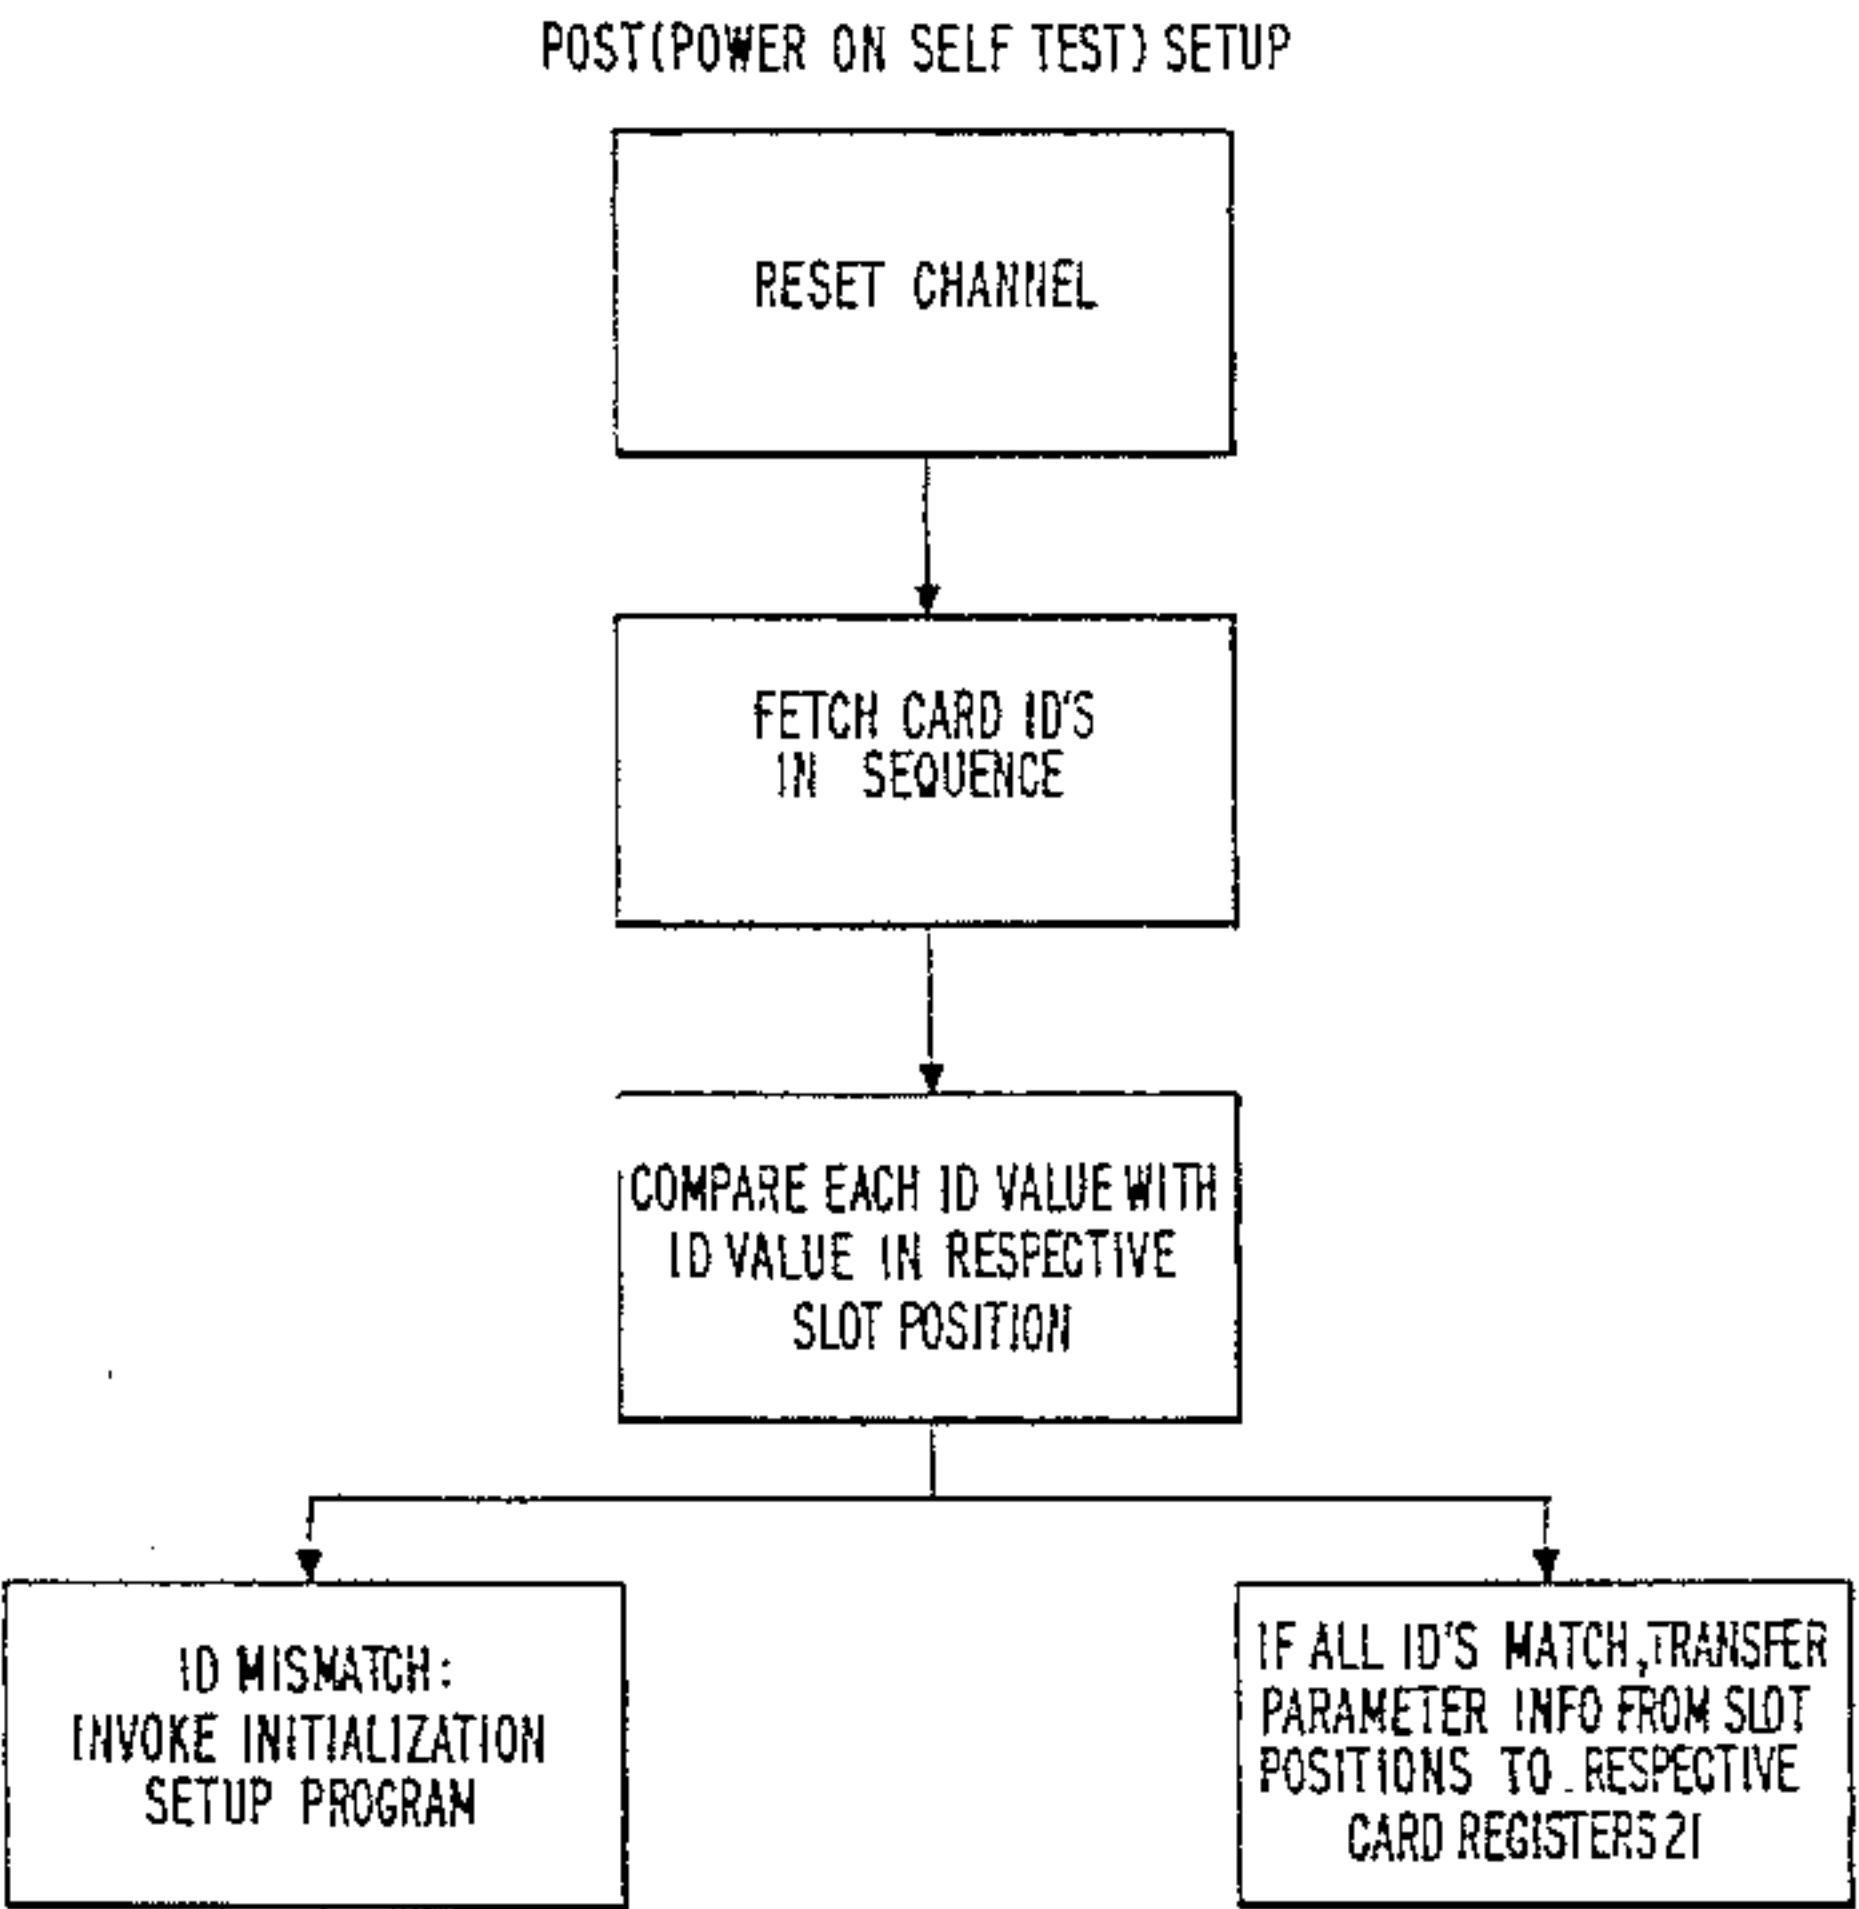 POST(POWER ON SELF TEST) SETUP
RESET CHANNEL
FETCH CARD ID'S
IN SEQUENCE
COMPARE EACH ID VALUE WITH
ID VALUE IN RESPECTIVE
SLOT POSITION
ID MISMATCH:
INVOKE INITIALIZATION
SETUP PROGRAM
IF ALL ID'S MATCH, TRANSFER
PARAMETER INFO FROM SLOT
POSITIONS TO RESPECTIVE
CARD REGISTERS 21